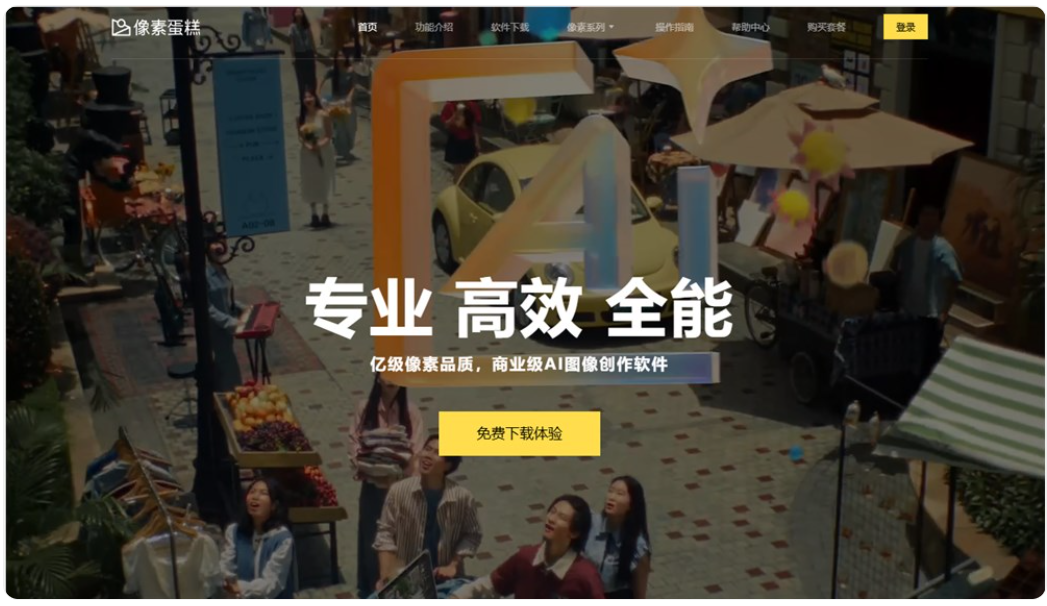 像素蛋糕
首页 功能介绍 软件下载 像素系列 操作指南 帮助中心 购买套餐 登录
Ai
专业 高效 全能
亿级像素品质，商业级AI图像创作软件
免费下载体验